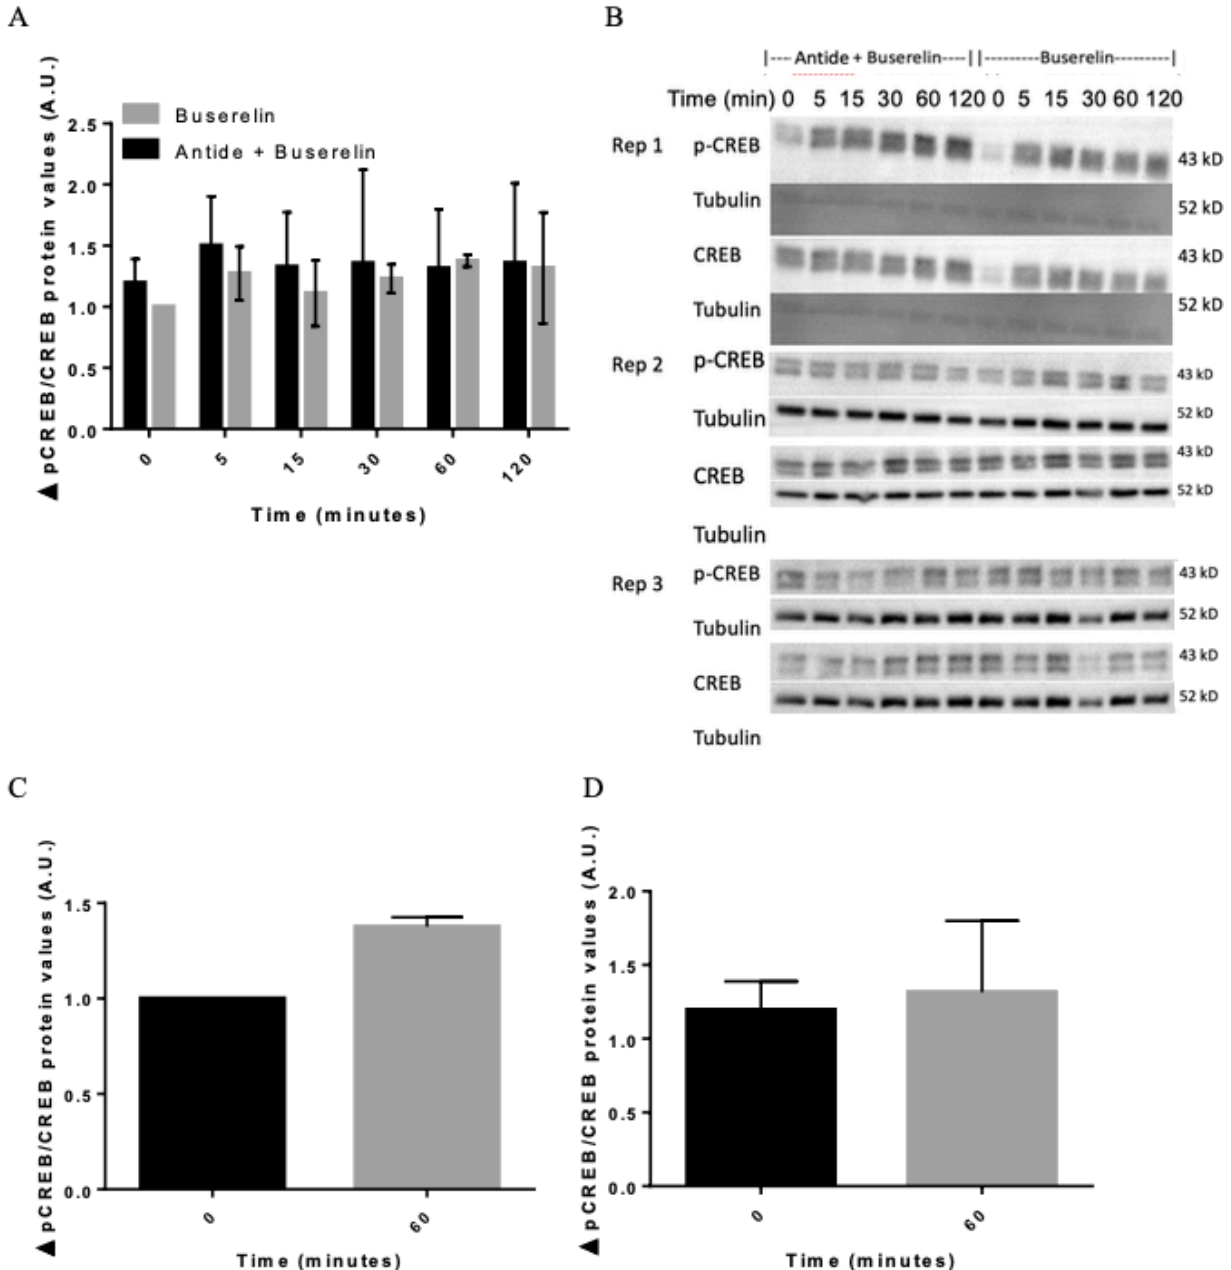 A
▲ pCREB/CREB protein values (A.U.)
Buserelin
Antide + Buserelin
2.5
2.0
1.5
1.0
0.5
0.0
0 5 15 30 60 120
Time (minutes)
B
|--- Antide + Buserelin-----||--------Buserelin---------|
Time (min) 0 5 15 30 60 120 0 5 15 30 60 120
Rep 1 p-CREB 43 kD
Tubulin 52 kD
CREB 43 kD
Tubulin 52 kD
Rep 2 p-CREB 43 kD
Tubulin 52 kD
CREB 43 kD
52 kD
Tubulin
Rep 3 p-CREB 43 kD
Tubulin 52 kD
CREB 43 kD
52 kD
Tubulin
C
▲ pCREB/CREB protein values (A.U.)
1.5
1.0
0.5
0.0
0 60
Time (minutes)
D
▲ pCREB/CREB protein values (A.U.)
2.0
1.5
1.0
0.5
0.0
0 60
Time (minutes)